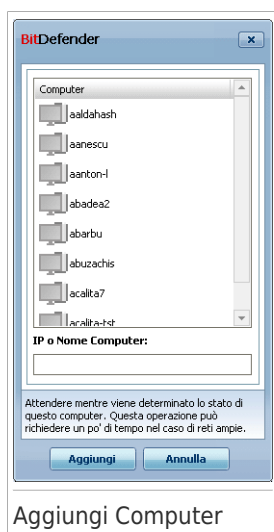 BitDefender
Computer
aaldahash
aanescu
aanton-l
abadea2
abarbu
abuzachis
acalita7
acalita-tst
IP o Nome Computer:
Attendere mentre viene determinato lo stato di
questo computer. Questa operazione può
richiedere un po' di tempo nel caso di reti ampie.
Aggiungi Annulla
Aggiungi Computer